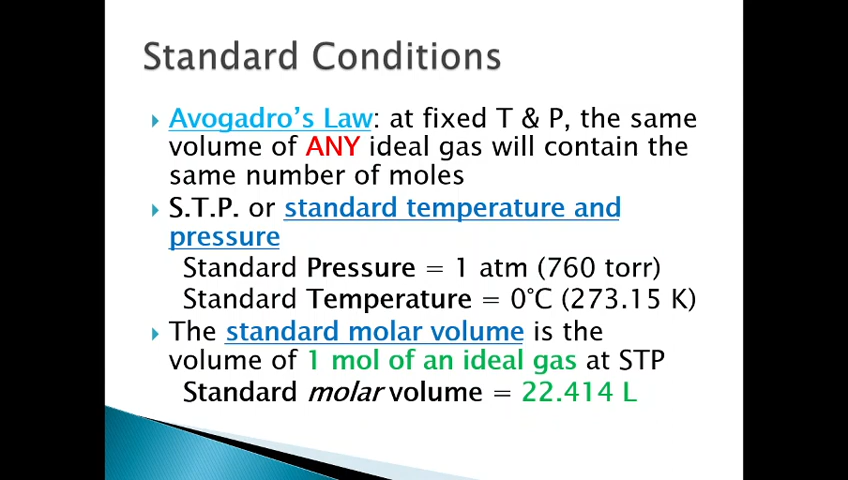 Standard Conditions
Avogadro’s Law: at fixed T & P, the same
volume of ANY ideal gas will contain the
same number of moles
S.T.P. or standard temperature and
pressure
Standard Pressure = 1 atm (760 torr)
Standard Temperature = 0°C (273.15 K)
The standard molar volume is the
volume of 1 mol of an ideal gas at STP
Standard molar volume = 22.414 L